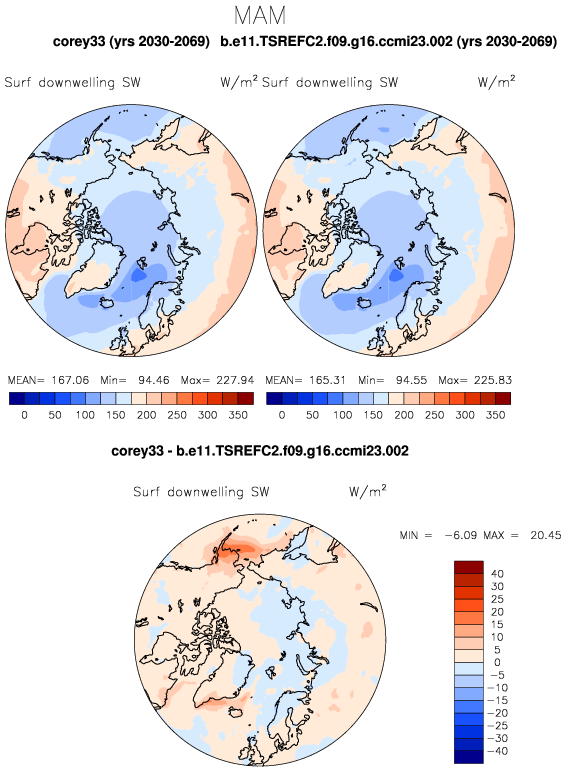 MAM
corey33 (yrs 2030-2069) b.e11.TSREFC2.f09.g16.ccmi23.002 (yrs 2030-2069)
Surf downwelling SW W/m² Surf downwelling SW W/m²
MEAN= 167.06 Min= 94.46 Max= 227.94 MEAN= 165.31 Min= 94.55 Max= 225.83
0 50 100 150 200 250 300 350 0 50 100 150 200 250 300 350
corey33 - b.e11.TSREFC2.f09.g16.ccmi23.002
Surf downwelling SW W/m²
MIN = -6.09 MAX = 20.45
40
30
25
20
15
10
5
0
-5
-10
-15
-20
-25
-30
-40